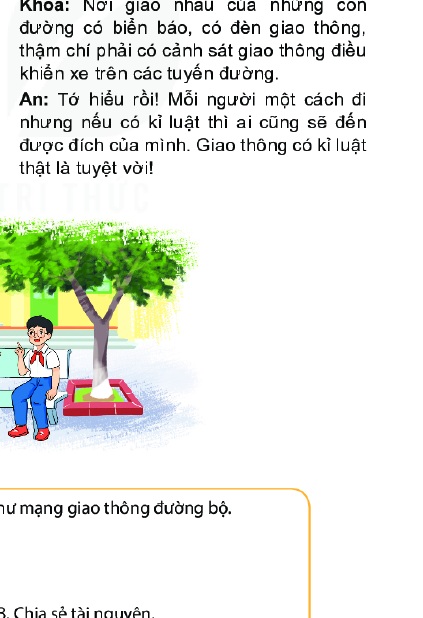 Khoa: Nơi giao nhau của những con
đường có biển báo, có đèn giao thông,
thậm chí phải có cảnh sát giao thông điều
khiển xe trên các tuyến đường.
An: Tớ hiểu rồi! Mỗi người một cách đi
nhưng nếu có kỉ luật thì ai cũng sẽ đến
được đích của mình. Giao thông có kỉ luật
thật là tuyệt vời!
TRI THỨC
mạng giao thông đường bộ.
3. Chia sẻ tài nguyên.